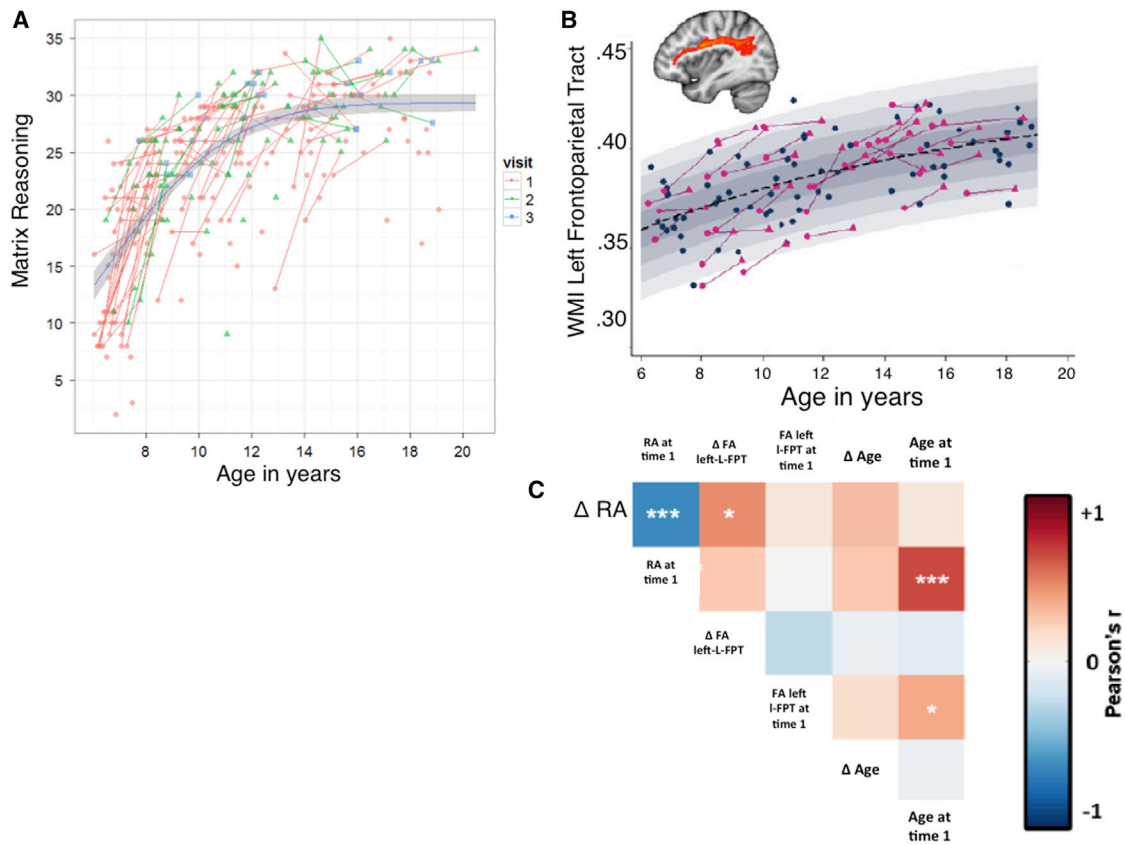 A
Matrix Reasoning
35
30
25
20
15
10
5
8
10
12
14
16
18
20
Age in years
visit
1
2
3
B
WMI Left Frontoparietal Tract
.45
.40
.35
.30
6
8
10
12
14
16
18
20
Age in years
C
RA at
time 1
Δ FA
left-L-FPT
FA left
l-FPT at
time 1
Δ Age
Age at
time 1
Δ RA
***
*
RA at
time 1
***
Δ FA
left-L-FPT
FA left
l-FPT at
time 1
*
Δ Age
Age at
time 1
+1
0
-1
Pearson's r